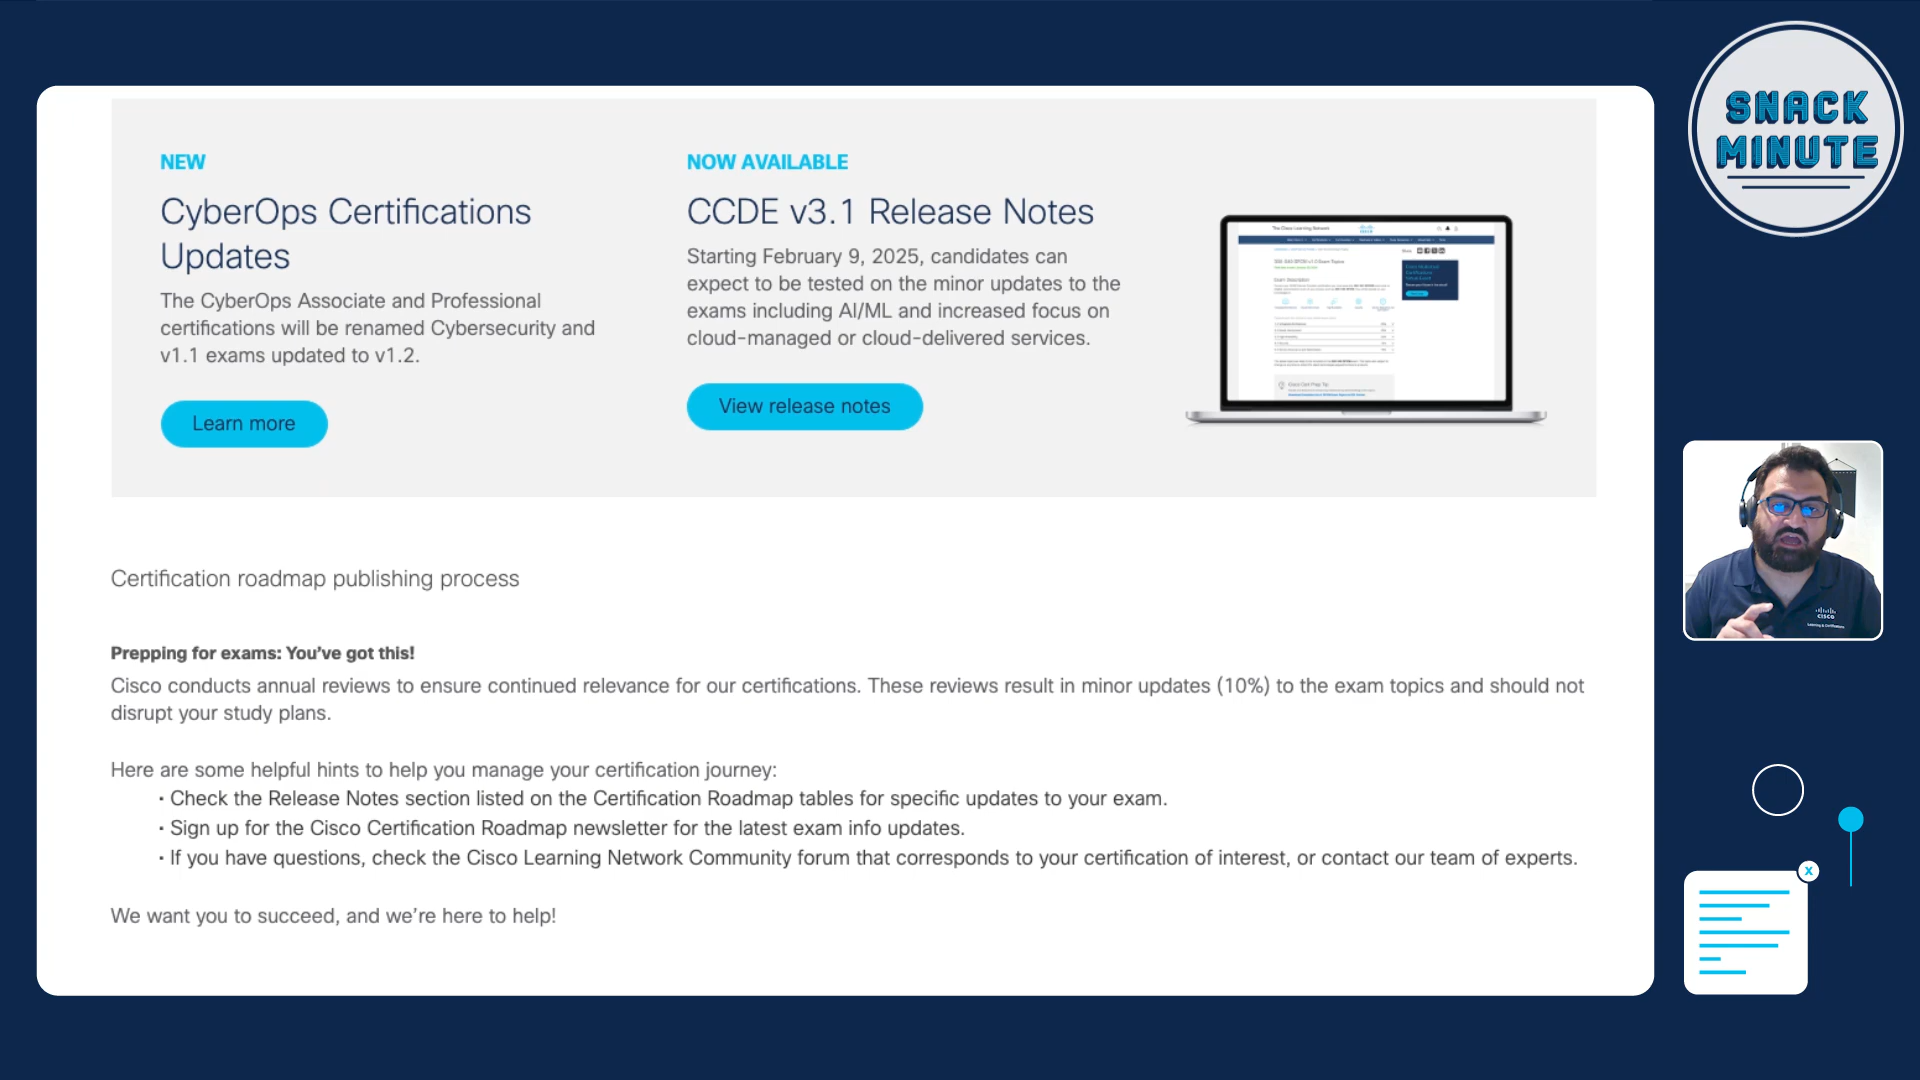 SNACK
MINUTE
NEW
CyberOps Certifications
Updates
The CyberOps Associate and Professional
certifications will be renamed Cybersecurity and
v1.1 exams updated to v1.2.
Learn more
NOW AVAILABLE
CCDE v3.1 Release Notes
Starting February 9, 2025, candidates can
expect to be tested on the minor updates to the
exams including AI/ML and increased focus on
cloud-managed or cloud-delivered services.
View release notes
The Cisco Learning Network
Certification roadmap publishing process
Prepping for exams: You’ve got this!
Cisco conducts annual reviews to ensure continued relevance for our certifications. These reviews result in minor updates (10%) to the exam topics and should not
disrupt your study plans.
Here are some helpful hints to help you manage your certification journey:
· Check the Release Notes section listed on the Certification Roadmap tables for specific updates to your exam.
· Sign up for the Cisco Certification Roadmap newsletter for the latest exam info updates.
· If you have questions, check the Cisco Learning Network Community forum that corresponds to your certification of interest, or contact our team of experts.
We want you to succeed, and we’re here to help!
CISCO
X